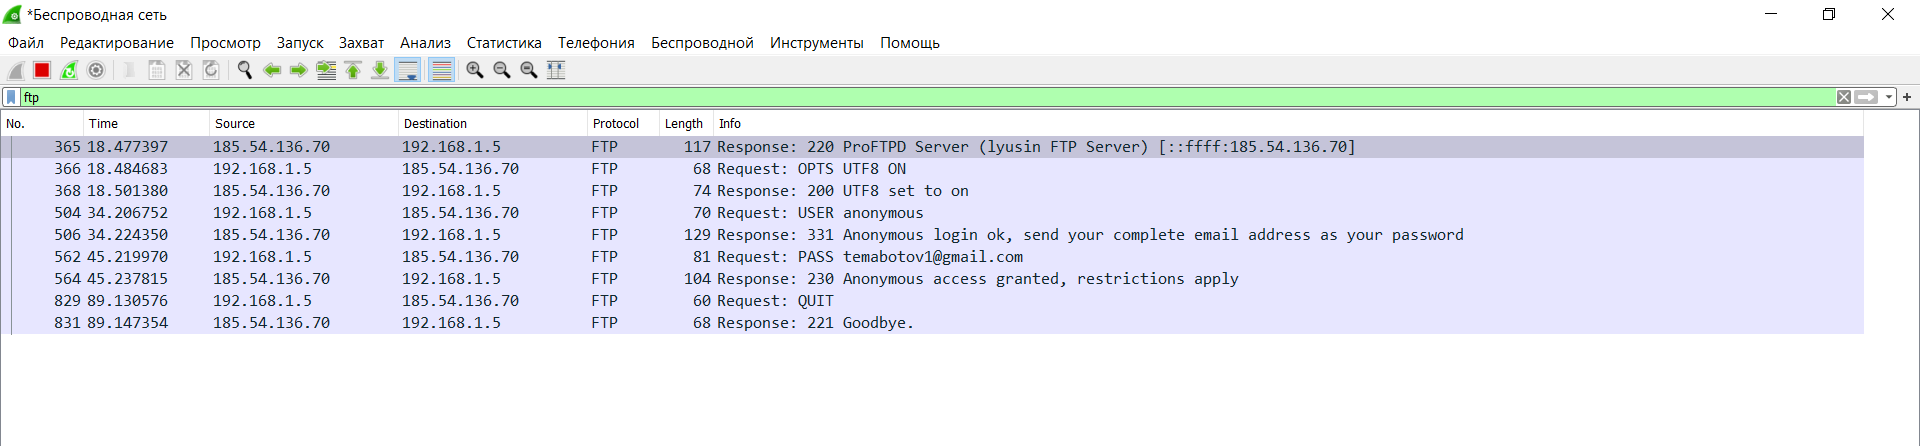 *Беспроводная сеть
Файл Редактирование Просмотр Запуск Захват Анализ Статистика Телефония Беспроводной Инструменты Помощь
ftp
No. Time Source Destination Protocol Length Info
365 18.477397 185.54.136.70 192.168.1.5 FTP 117 Response: 220 ProFTPD Server (lyusin FTP Server) [::ffff:185.54.136.70]
366 18.484683 192.168.1.5 185.54.136.70 FTP 68 Request: OPTS UTF8 ON
368 18.501380 185.54.136.70 192.168.1.5 FTP 74 Response: 200 UTF8 set to on
504 34.206752 192.168.1.5 185.54.136.70 FTP 70 Request: USER anonymous
506 34.224350 185.54.136.70 192.168.1.5 FTP 129 Response: 331 Anonymous login ok, send your complete email address as your password
562 45.219970 192.168.1.5 185.54.136.70 FTP 81 Request: PASS temabotov1@gmail.com
564 45.237815 185.54.136.70 192.168.1.5 FTP 104 Response: 230 Anonymous access granted, restrictions apply
829 89.130576 192.168.1.5 185.54.136.70 FTP 60 Request: QUIT
831 89.147354 185.54.136.70 192.168.1.5 FTP 68 Response: 221 Goodbye.